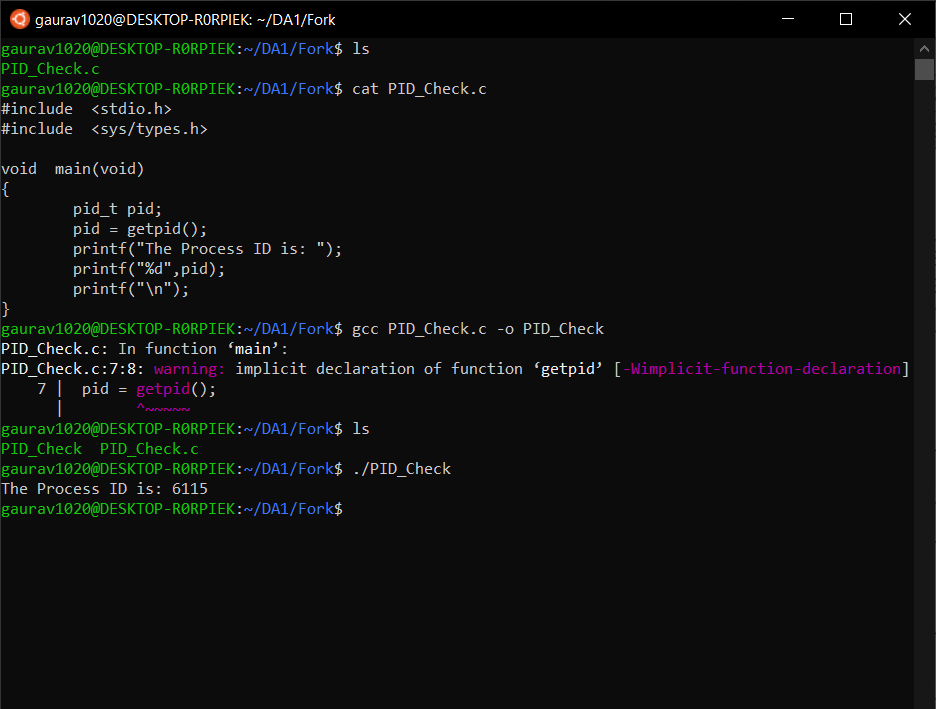 gaurav1020@DESKTOP-R0RPIEK: ~/DA1/Fork
gaurav1020@DESKTOP-R0RPIEK:~/DA1/Fork$ ls
PID_Check.c
gaurav1020@DESKTOP-R0RPIEK:~/DA1/Fork$ cat PID_Check.c
#include  <stdio.h>
#include  <sys/types.h>
void  main(void)
{
        pid_t pid;
        pid = getpid();
        printf("The Process ID is: ");
        printf("%d",pid);
        printf("\n");
}
gaurav1020@DESKTOP-R0RPIEK:~/DA1/Fork$ gcc PID_Check.c -o PID_Check
PID_Check.c: In function ‘main’:
PID_Check.c:7:8: warning: implicit declaration of function ‘getpid’ [-Wimplicit-function-declaration]
    7 |  pid = getpid();
      |        ^~~~~~
gaurav1020@DESKTOP-R0RPIEK:~/DA1/Fork$ ls
PID_Check  PID_Check.c
gaurav1020@DESKTOP-R0RPIEK:~/DA1/Fork$ ./PID_Check
The Process ID is: 6115
gaurav1020@DESKTOP-R0RPIEK:~/DA1/Fork$